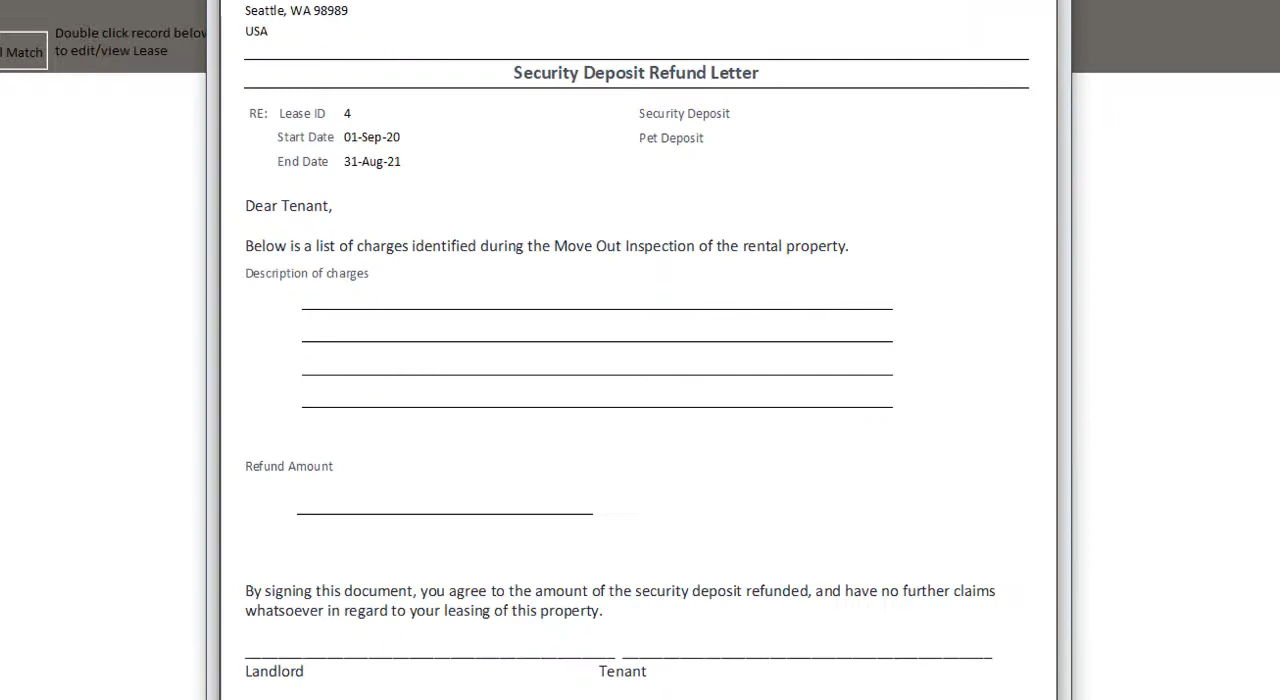 Seattle, WA 98989
USA
Double click record below
l Match
to edit/view Lease
Security Deposit Refund Letter
RE: Lease ID 4 Security Deposit
Start Date 01-Sep-20 Pet Deposit
End Date 31-Aug-21
Dear Tenant,
Below is a list of charges identified during the Move Out Inspection of the rental property.
Description of charges
Refund Amount
By signing this document, you agree to the amount of the security deposit refunded, and have no further claims
whatsoever in regard to your leasing of this property.
Landlord Tenant